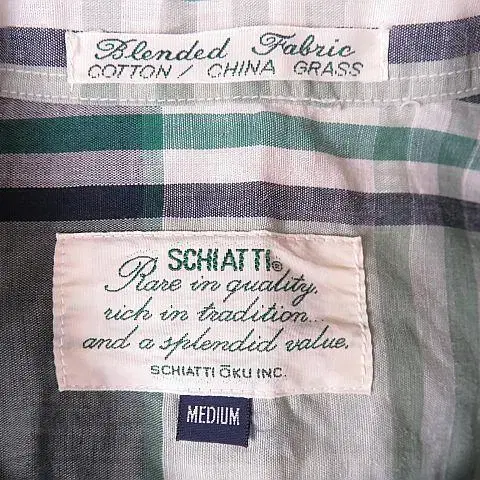 Blended Fabric
COTTON / CHINA GRASS
SCHIATTI®
Rare in quality,
rich in tradition...
and a splendid value.
SCHIATTI ŌKU INC.
MEDIUM